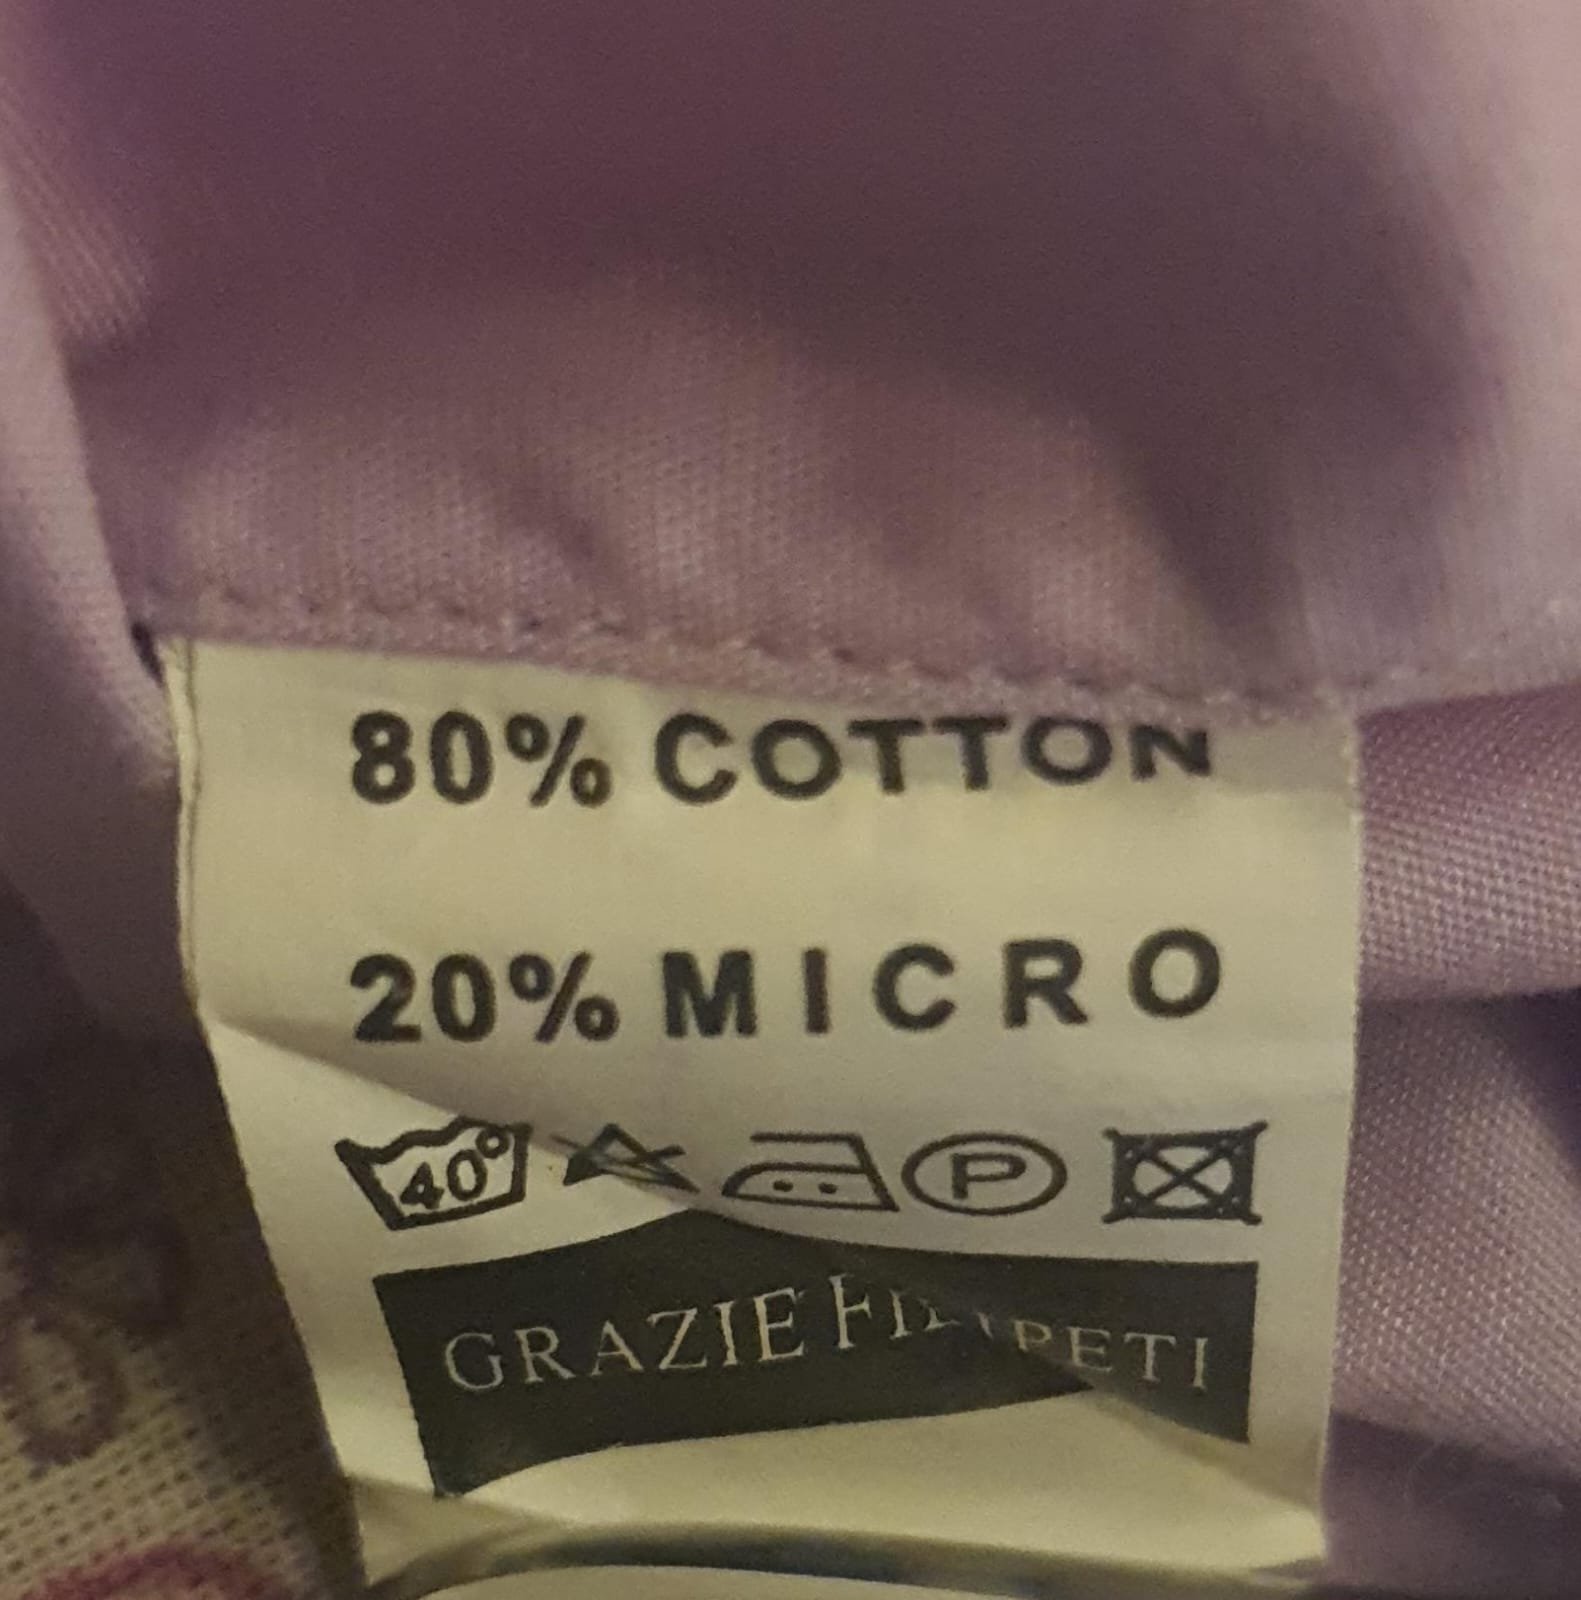 80% COTTON
20% MICRO
40°
P
GRAZIE